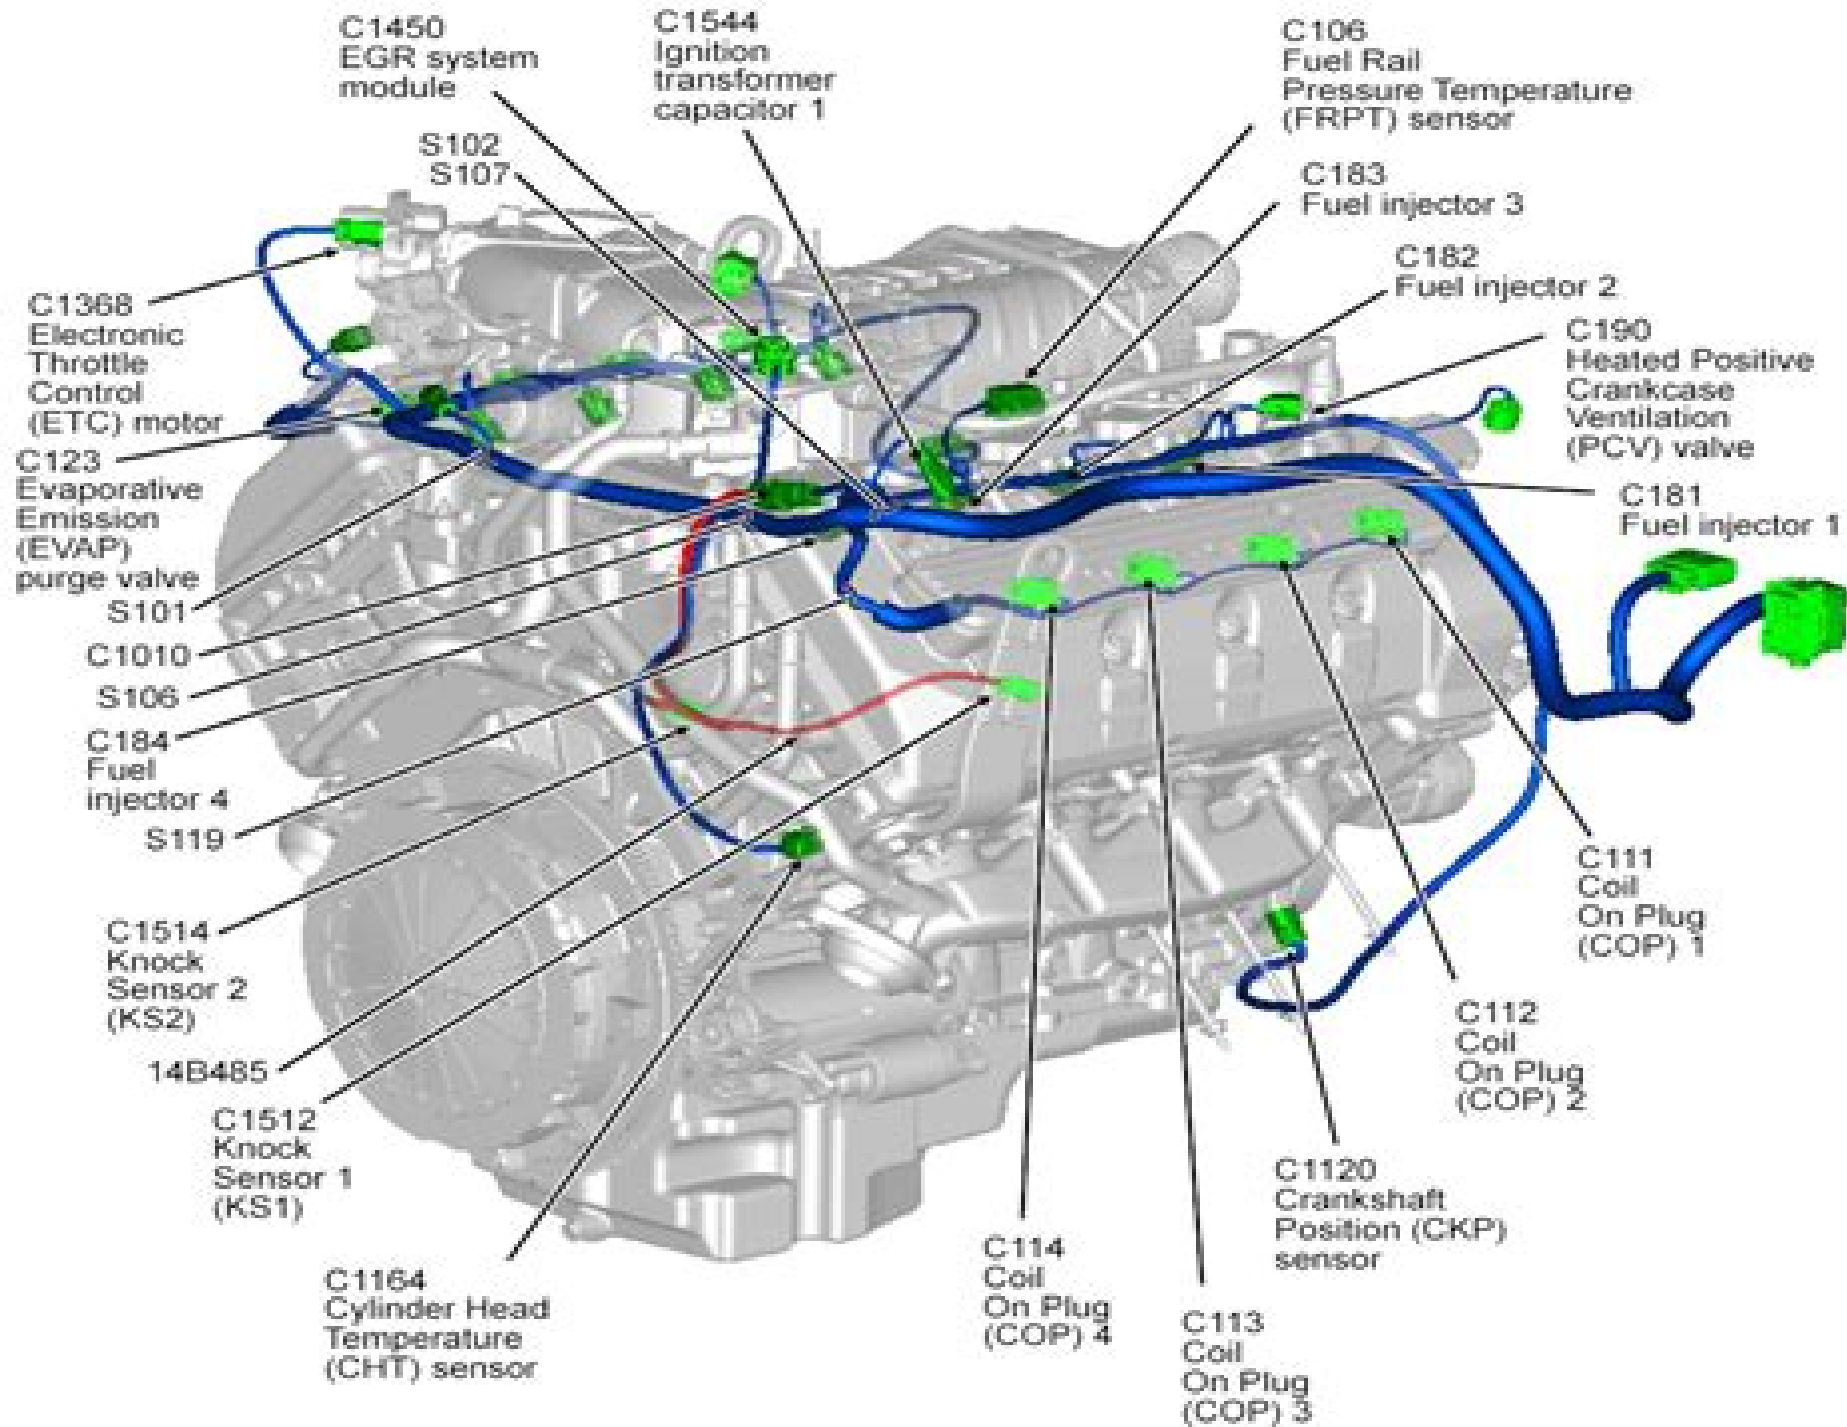 C1450
EGR system
module
C1544
Ignition
transformer
capacitor 1
C106
Fuel Rail
Pressure Temperature
(FRPT) sensor
S102
S107
C183
Fuel injector 3
C182
Fuel injector 2
C1368
Electronic
Throttle
Control
(ETC) motor
C190
Heated Positive
Crankcase
Ventilation
(PCV) valve
C123
Evaporative
Emission
(EVAP)
purge valve
C181
Fuel injector 1
S101
C1010
S106
C184
Fuel
injector 4
S119
C111
Coil
On Plug
(COP) 1
C1514
Knock
Sensor 2
(KS2)
C112
Coil
On Plug
(COP) 2
14B485
C1512
Knock
Sensor 1
(KS1)
C1120
Crankshaft
Position (CKP)
sensor
C114
Coil
On Plug
(COP) 4
C1164
Cylinder Head
Temperature
(CHT) sensor
C113
Coil
On Plug
(COP) 3